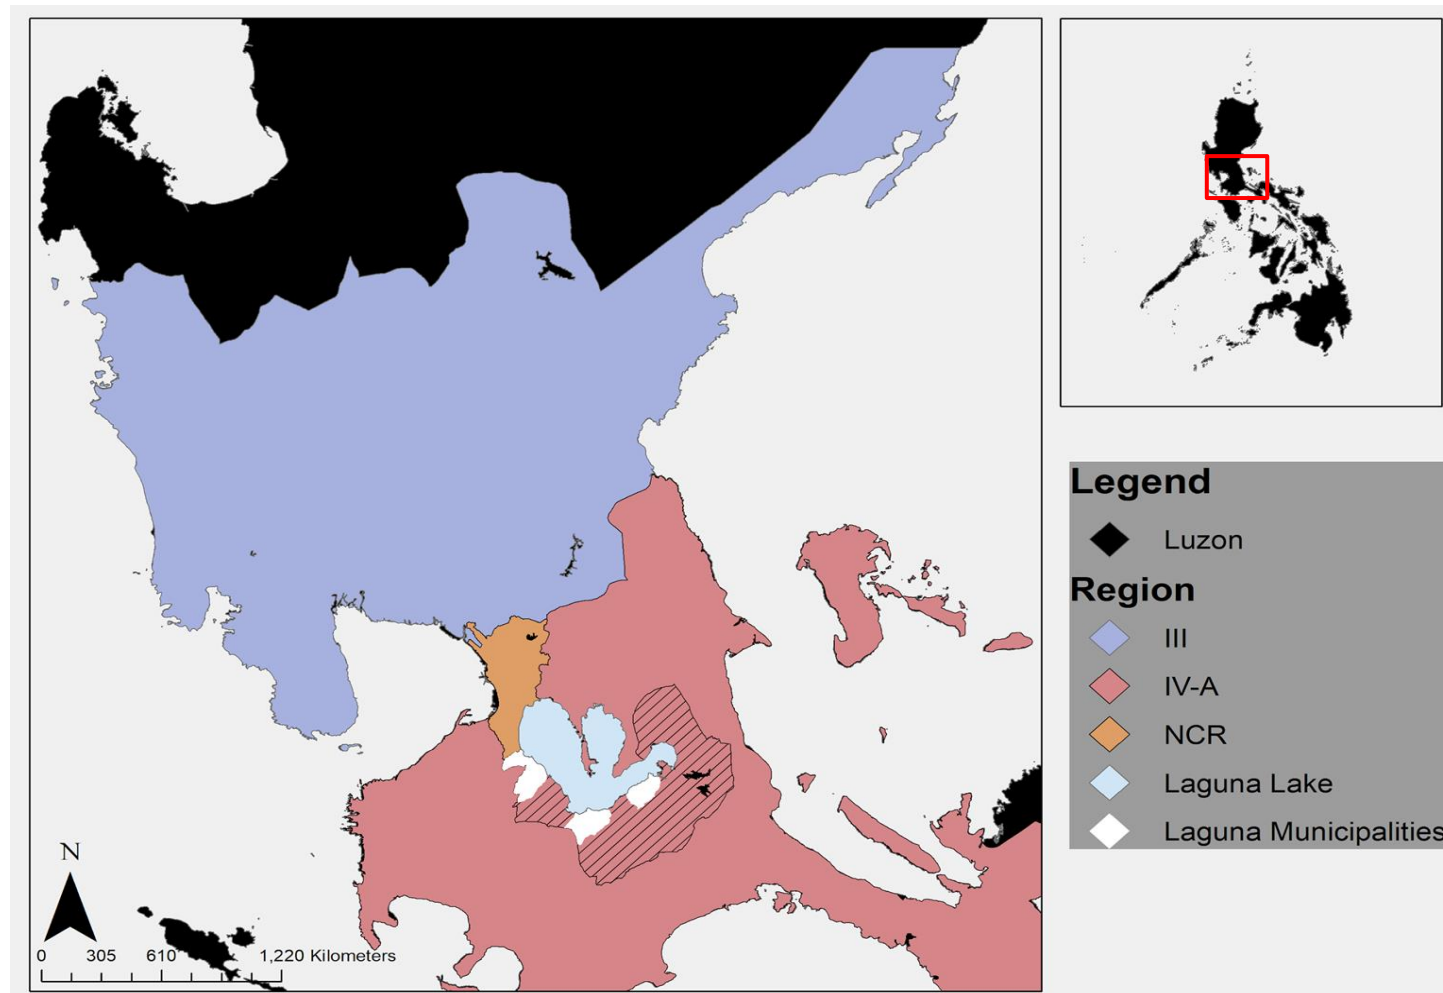 N
0 305 610 1,220 Kilometers
Legend
Luzon
Region
III
IV-A
NCR
Laguna Lake
Laguna Municipalities